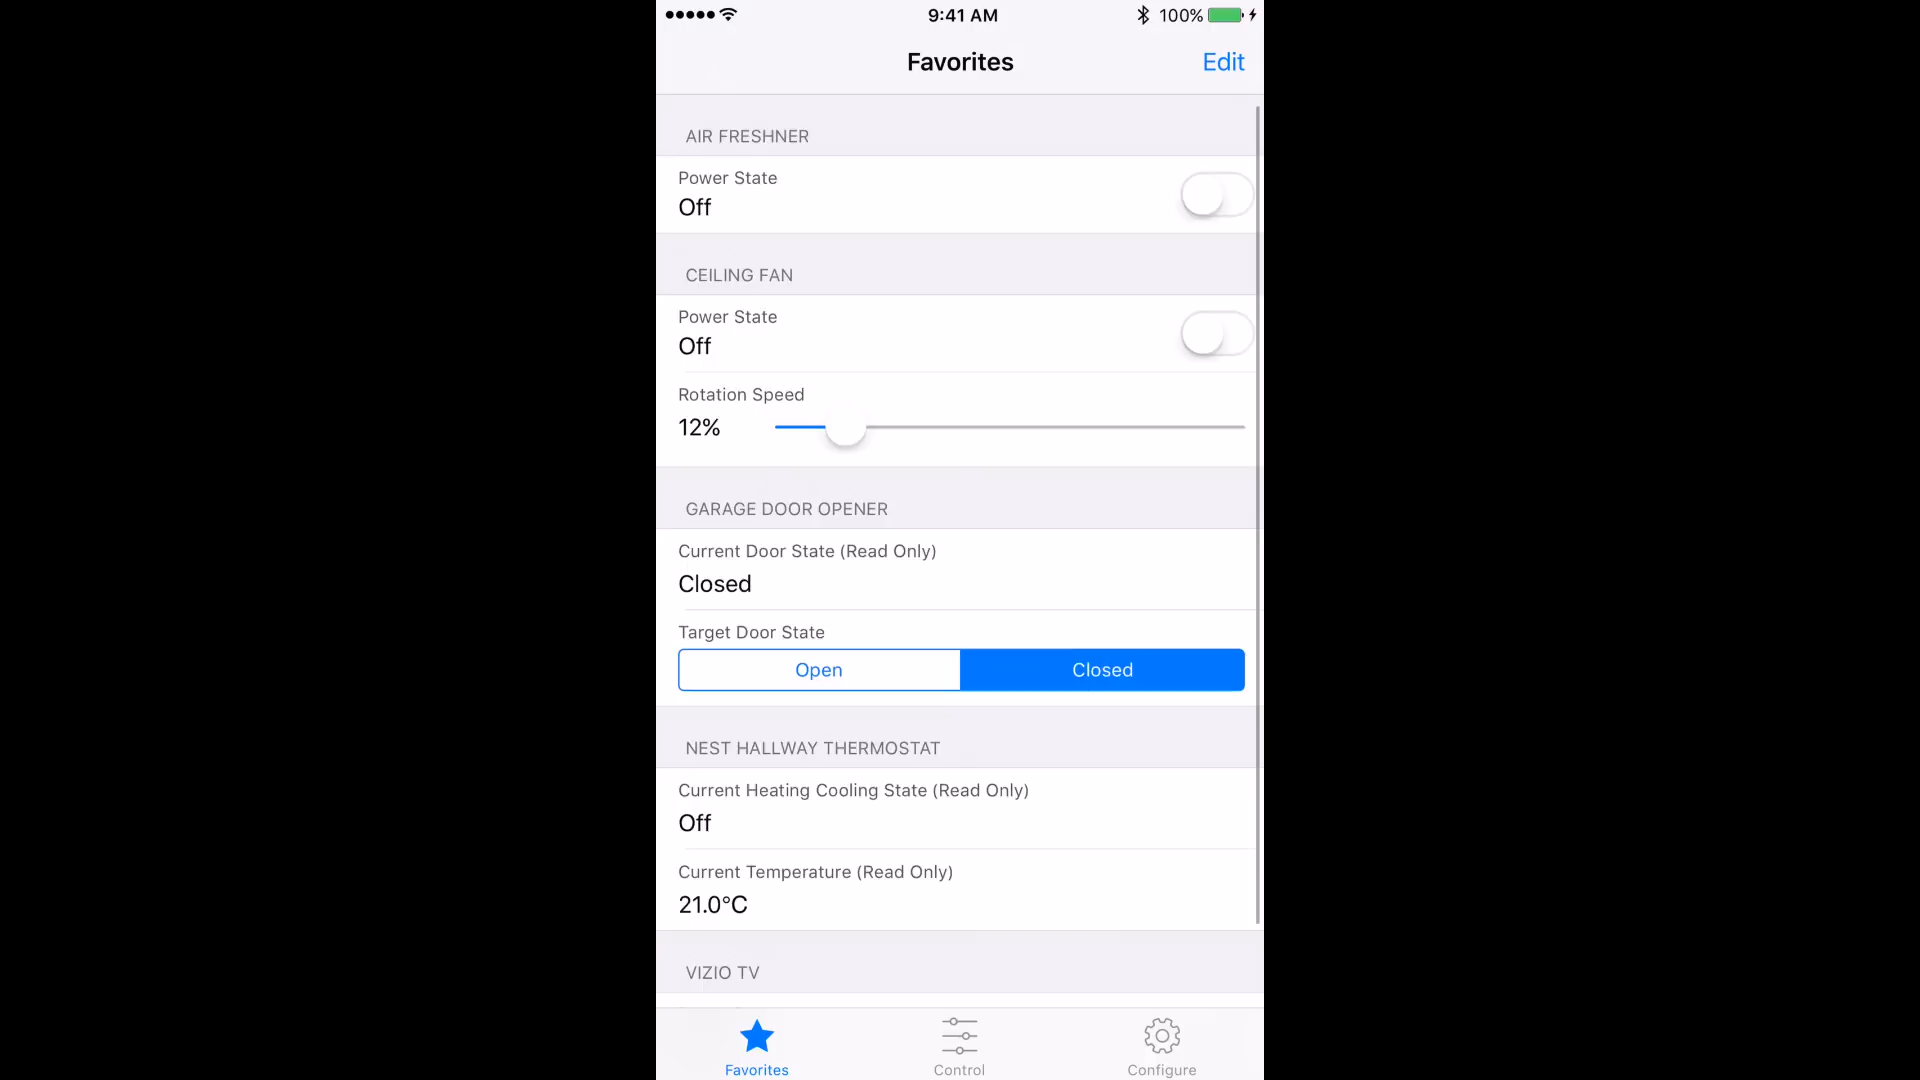 9:41 AM 100%
Favorites Edit
AIR FRESHNER
Power State
Off
CEILING FAN
Power State
Off
Rotation Speed
12%
GARAGE DOOR OPENER
Current Door State (Read Only)
Closed
Target Door State
Open Closed
NEST HALLWAY THERMOSTAT
Current Heating Cooling State (Read Only)
Off
Current Temperature (Read Only)
21.0°C
VIZIO TV
Favorites Control Configure